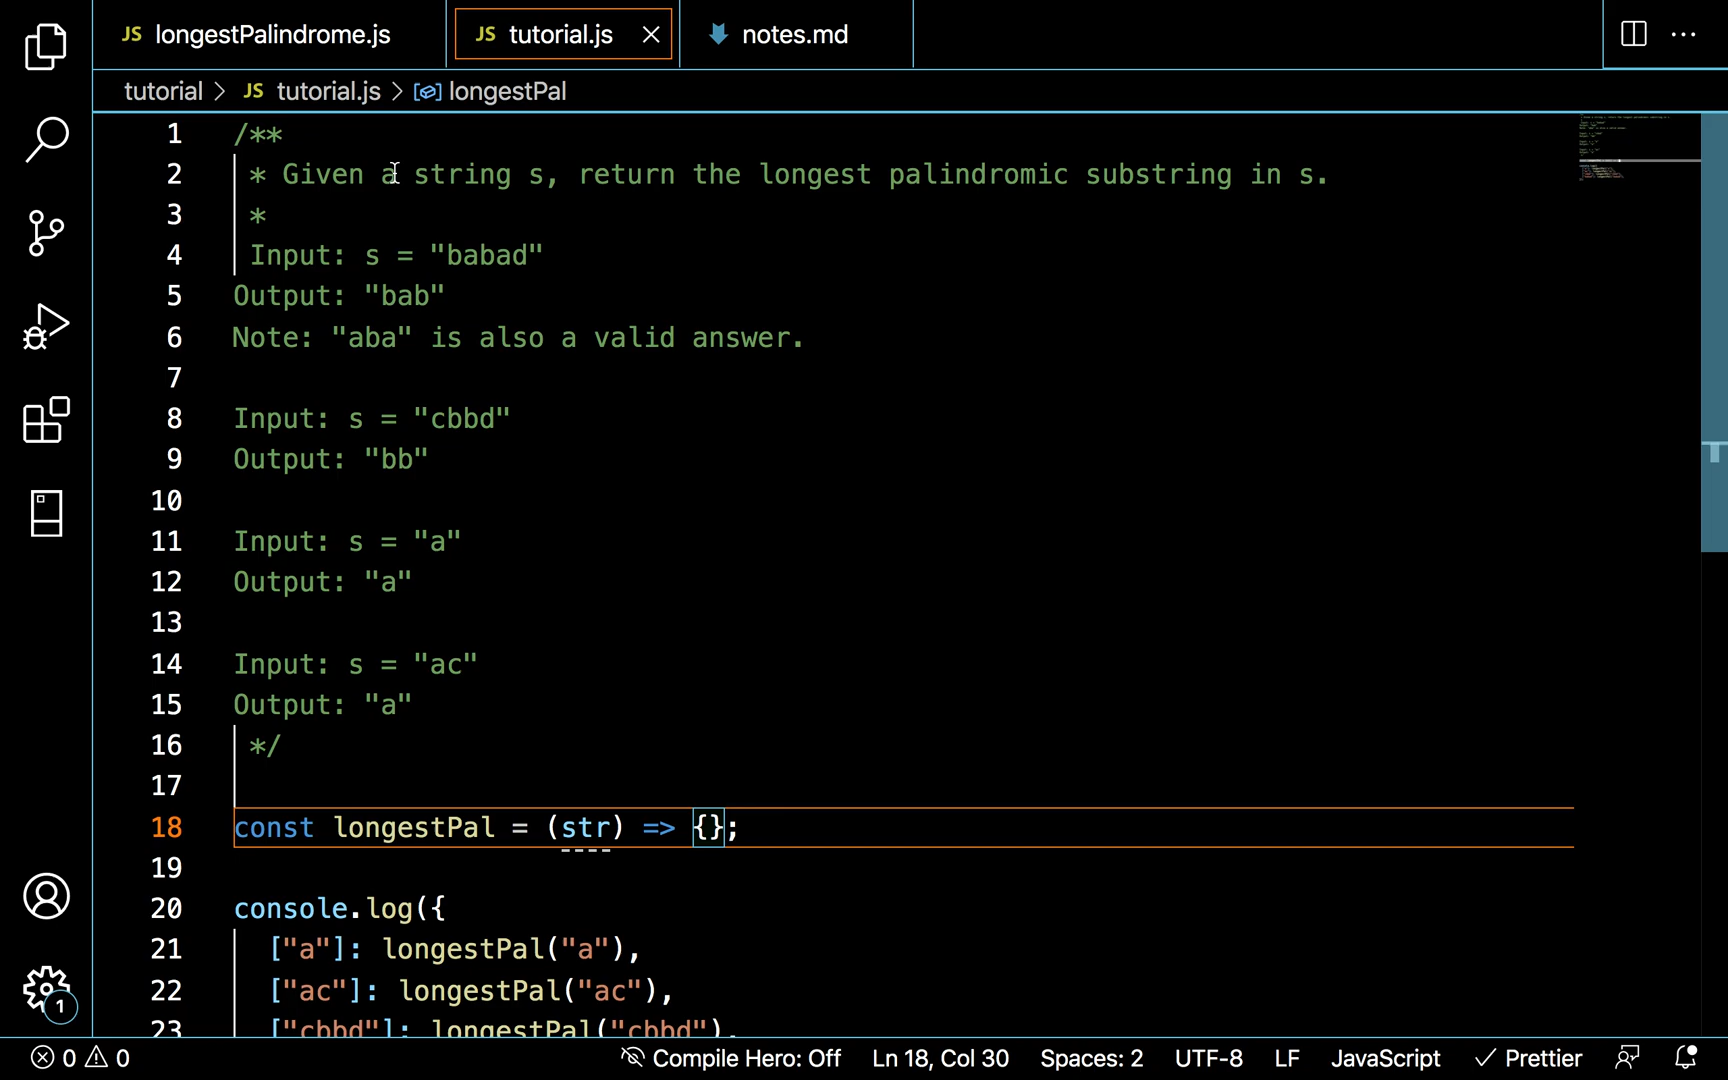 JS longestPalindrome.js JS tutorial.js notes.md
tutorial > JS tutorial.js > longestPal
1 /**
2 * Given a string s, return the longest palindromic substring in s.
3 *
4 Input: s = "babad"
5 Output: "bab"
6 Note: "aba" is also a valid answer.
7
8 Input: s = "cbbd"
9 Output: "bb"
10
11 Input: s = "a"
12 Output: "a"
13
14 Input: s = "ac"
15 Output: "a"
16 */
17
18 const longestPal = (str) => {};
19
20 console.log({
21 ["a"]: longestPal("a"),
22 ["ac"]: longestPal("ac"),
23 ["cbbd"]: longestPal("cbbd"),
1
0 0 Compile Hero: Off Ln 18, Col 30 Spaces: 2 UTF-8 LF JavaScript Prettier